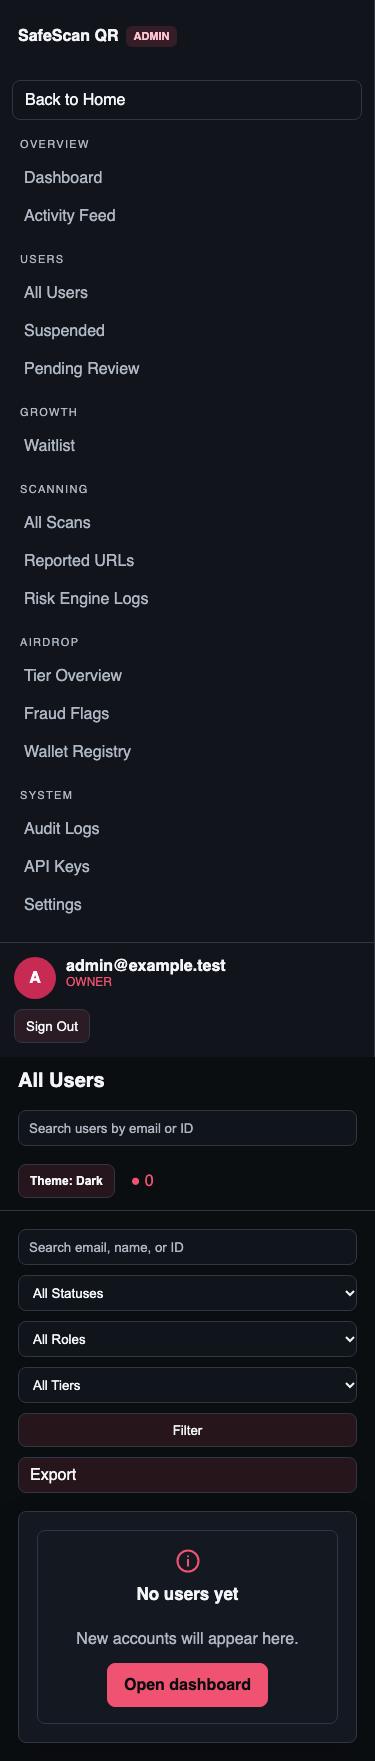 SafeScan QR ADMIN
Back to Home
OVERVIEW
Dashboard
Activity Feed
USERS
All Users
Suspended
Pending Review
GROWTH
Waitlist
SCANNING
All Scans
Reported URLs
Risk Engine Logs
AIRDROP
Tier Overview
Fraud Flags
Wallet Registry
SYSTEM
Audit Logs
API Keys
Settings
A
admin@example.test
OWNER
Sign Out
All Users
Search users by email or ID
Theme: Dark
0
Search email, name, or ID
All Statuses
All Roles
All Tiers
Filter
Export
No users yet
New accounts will appear here.
Open dashboard